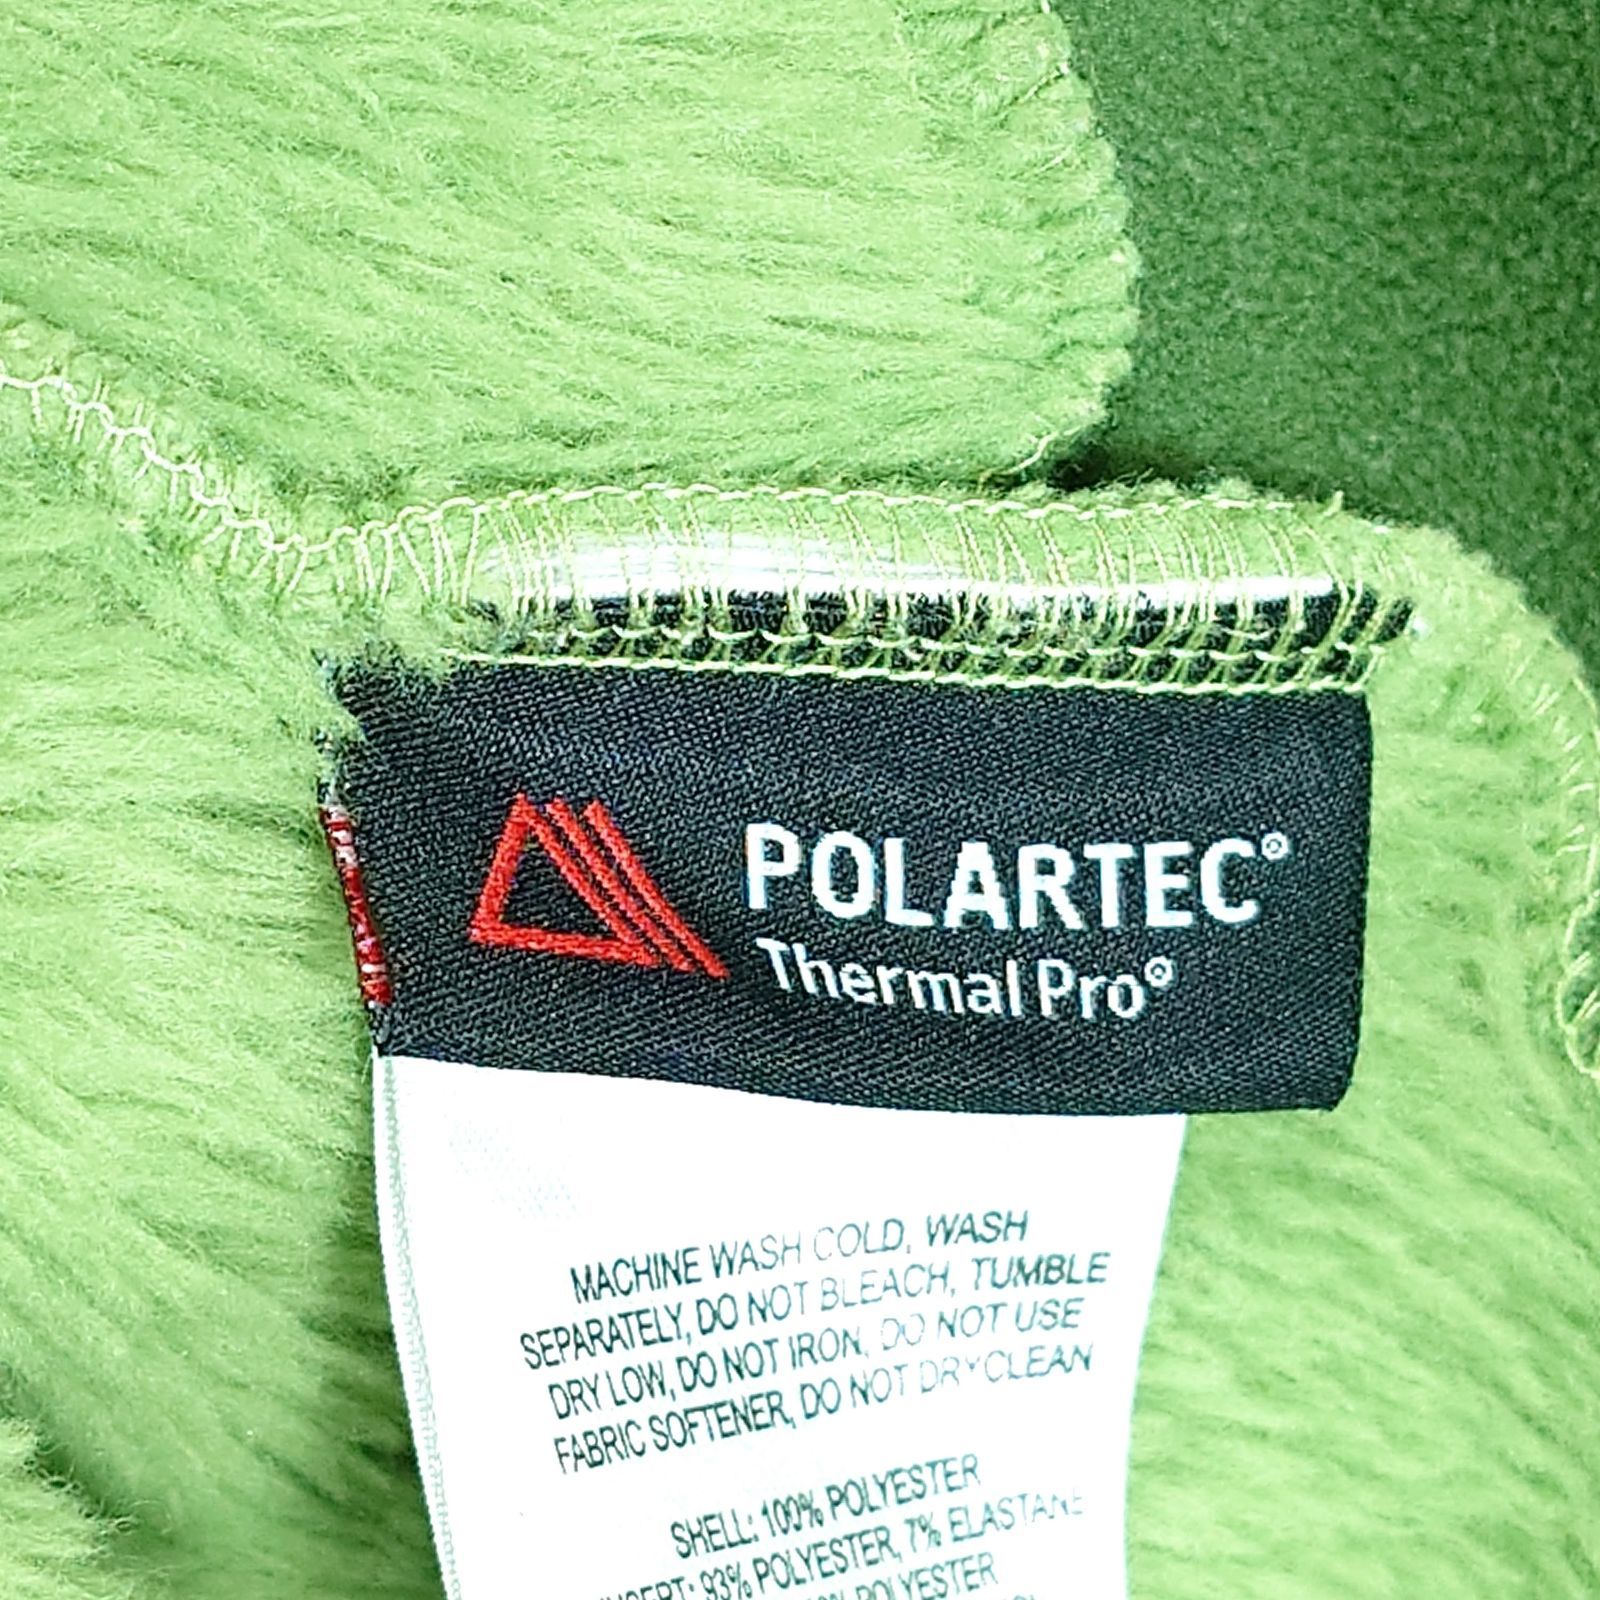 POLARTEC®
Thermal Pro®
MACHINE WASH COLD, WASH
SEPARATELY, DO NOT BLEACH, TUMBLE
DRY LOW, DO NOT IRON, DO NOT USE
FABRIC SOFTENER, DO NOT DRYCLEAN
SHELL: 100% POLYESTER
93% POLYESTER, 7% ELASTANE
POLYESTER